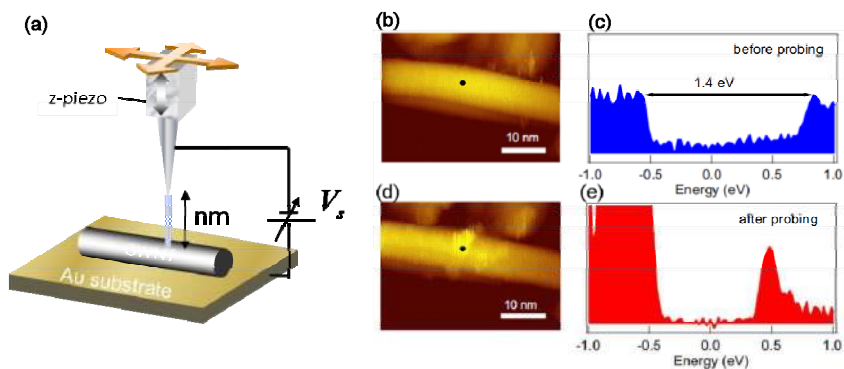 (a)
z-piezo
nm
Vs
Au substrate
(b)
10 nm
(c)
before probing
1.4 eV
-1.0 -0.5 0.0 0.5 1.0
Energy (eV)
(d)
10 nm
(e)
after probing
-1.0 -0.5 0.0 0.5 1.0
Energy (eV)